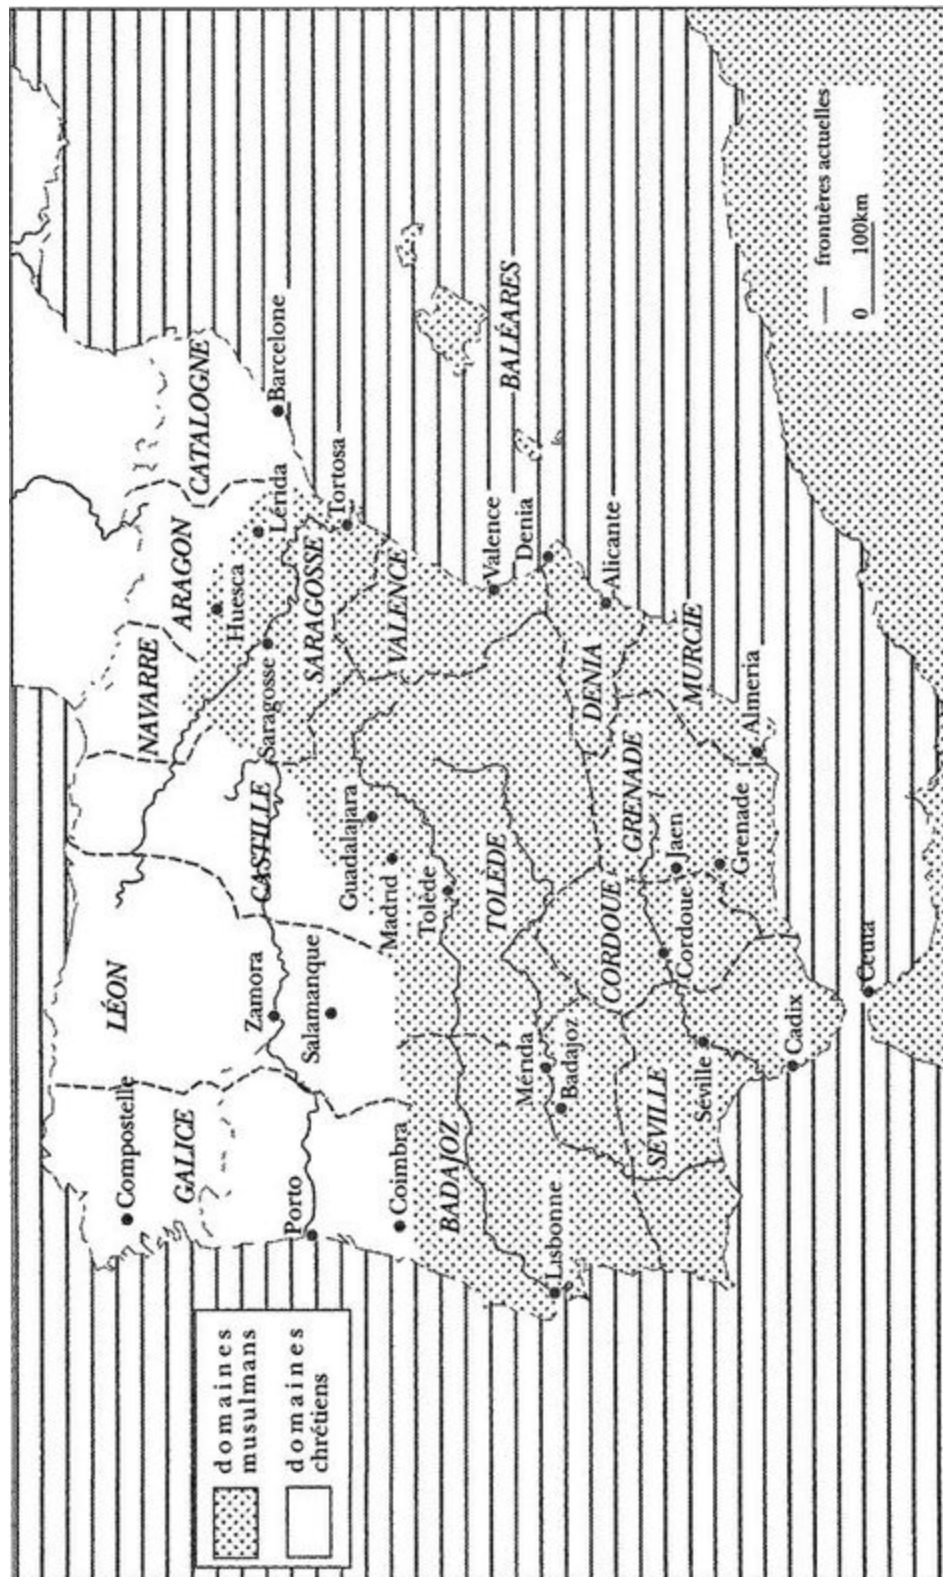 domaines
musulmans
domaines
chrétiens
Compostelle
GALICE
LÉON
NAVARRE
ARAGON
CATALOGNE
Huesca
Lérida
Barcelone
Saragosse
SARAGOSSE
Tortosa
Porto
Zamora
CASTILLE
Salamanque
Coimbra
Guadalajara
Madrid
Tolède
VALENCE
BADAJOZ
TOLÈDE
Valence
BALÉARES
Denia
Lisbonne
Mérida
Badajoz
DENIA
Alicante
CORDOUE
GRENADE
SEVILLE
Cordoue
Jaen
MURCIE
Séville
Grenade
Almeria
Cadix
Ceuta
frontières actuelles
0 100km